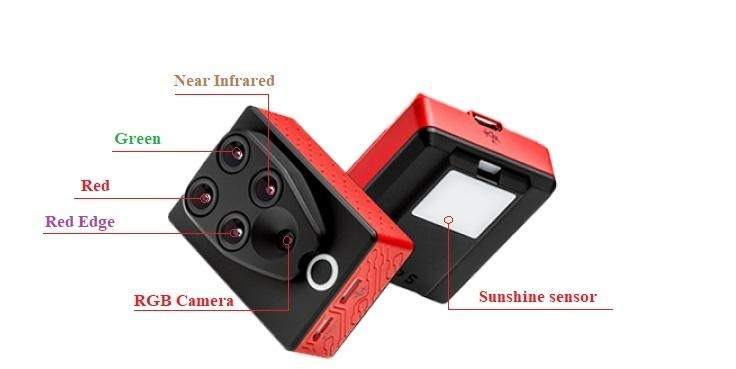 Near Infrared
Green
Red
Red Edge
RGB Camera
Sunshine sensor